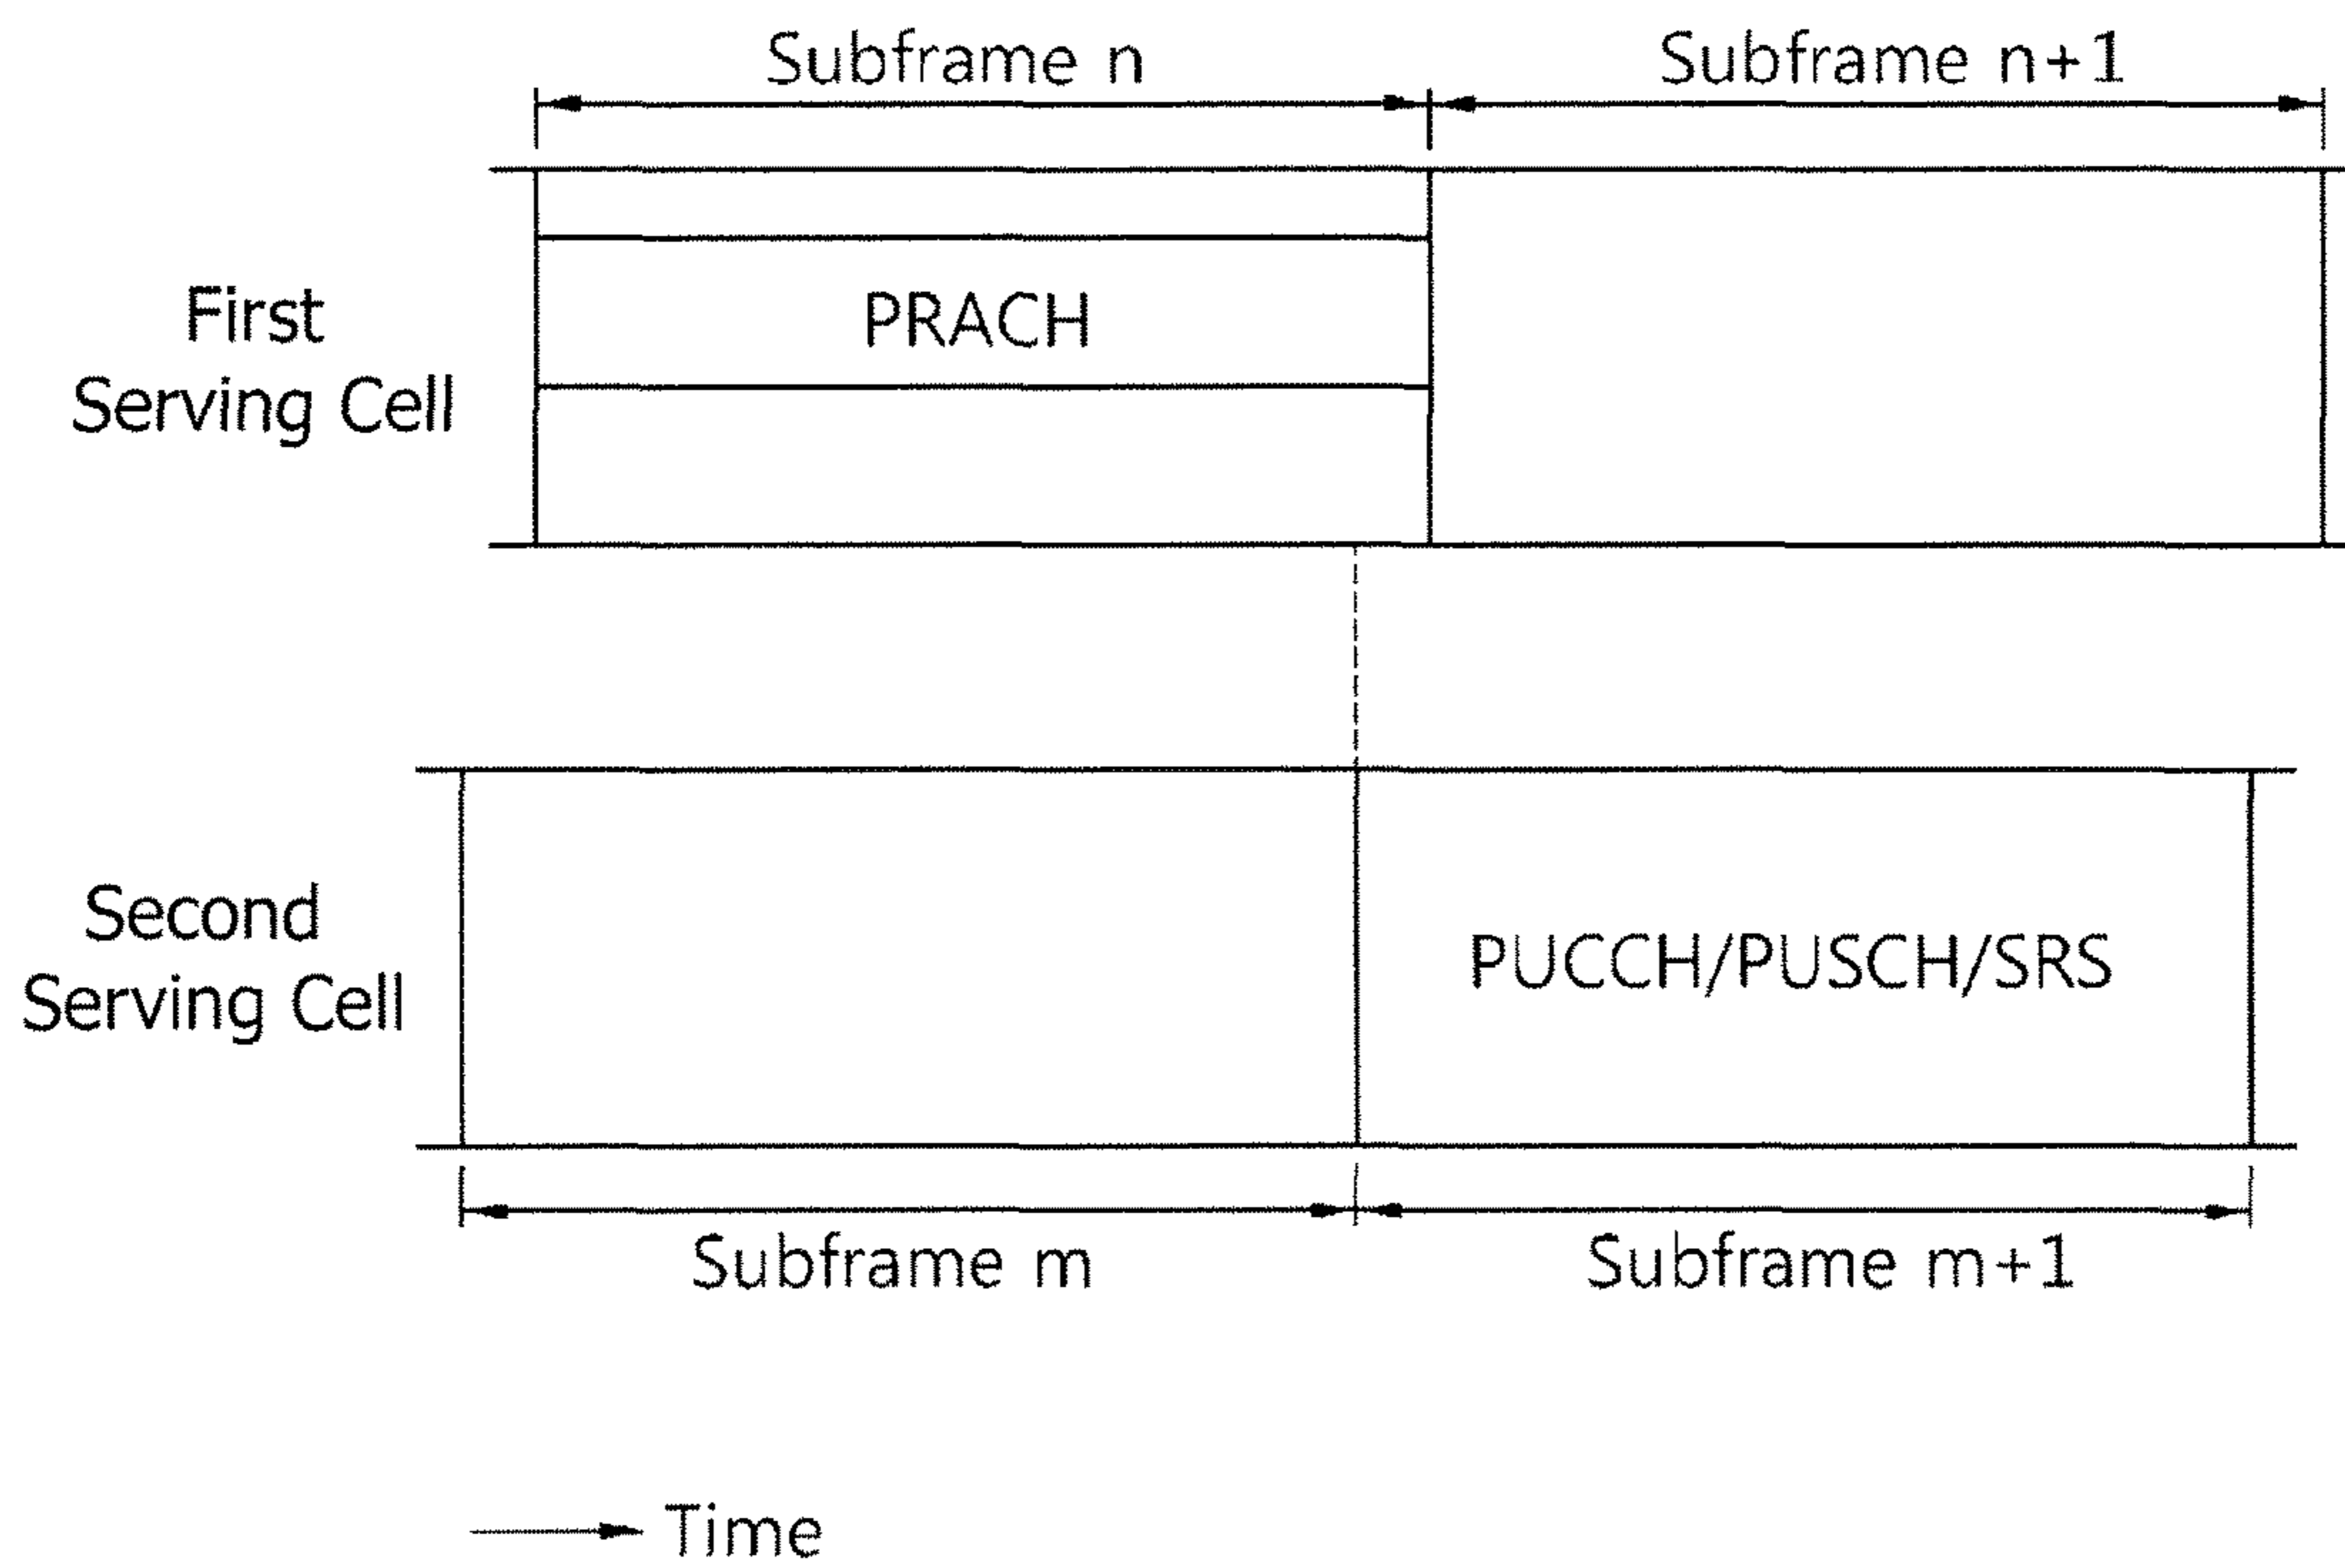 Subframe n
Subframe n+1
First
Serving Cell
PRACH
Second
Serving Cell
PUCCH/PUSCH/SRS
Subframe m
Subframe m+1
Time